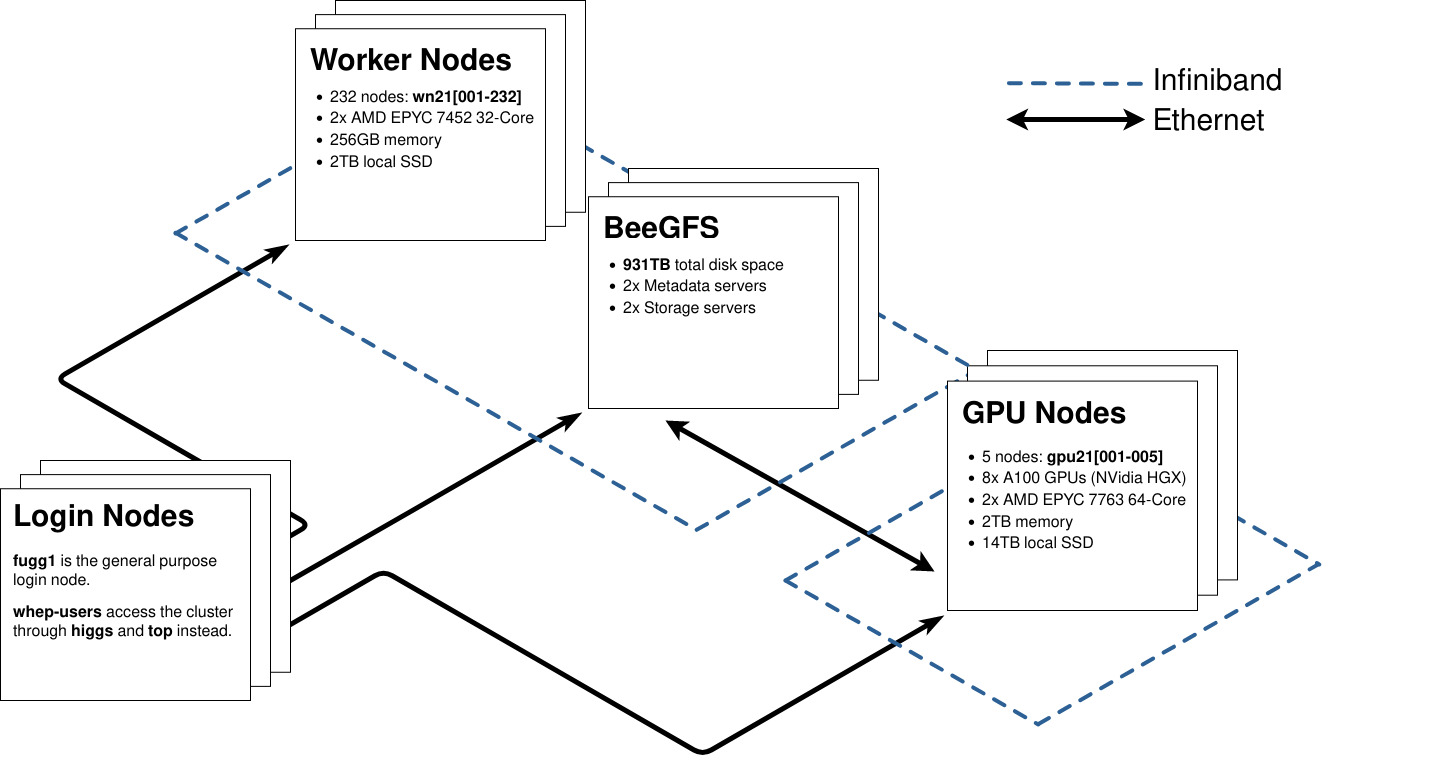 Worker Nodes
• 232 nodes: wn21[001-232]
• 2x AMD EPYC 7452 32-Core
• 256GB memory
• 2TB local SSD
Infiniband
Ethernet
BeeGFS
• 931TB total disk space
• 2x Metadata servers
• 2x Storage servers
GPU Nodes
• 5 nodes: gpu21[001-005]
• 8x A100 GPUs (NVidia HGX)
• 2x AMD EPYC 7763 64-Core
• 2TB memory
• 14TB local SSD
Login Nodes
fugg1 is the general purpose
login node.
whep-users access the cluster
through higgs and top instead.